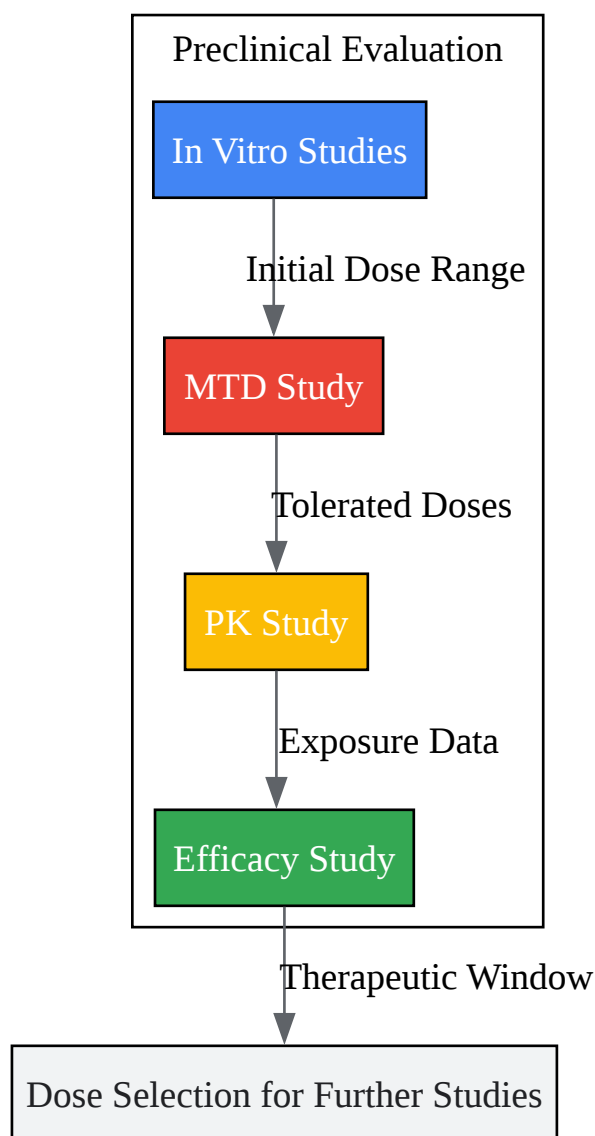 Preclinical Evaluation
In Vitro Studies
Initial Dose Range
MTD Study
Tolerated Doses
PK Study
Exposure Data
Efficacy Study
Therapeutic Window
Dose Selection for Further Studies